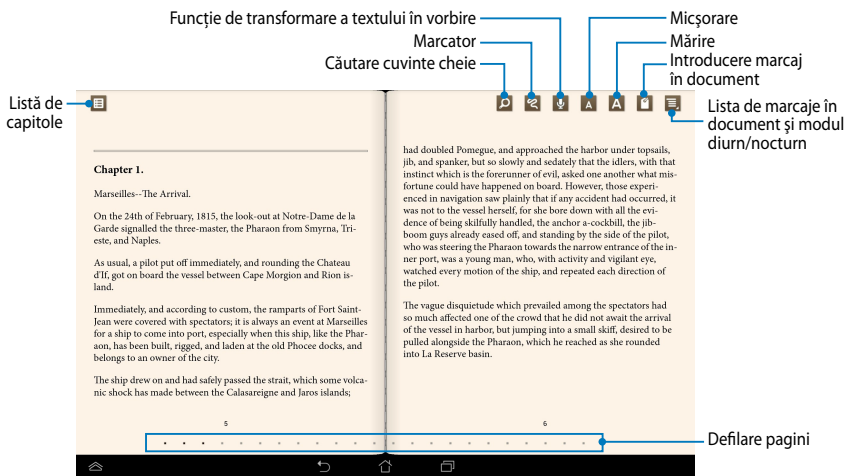 Funcție de transformare a textului în vorbire
Marcator
Căutare cuvinte cheie
Micșorare
Mărire
Introducere marcaj
în document
Listă de
capitole
Lista de marcaje în
document și modul
diurn/nocturn
A
A
Chapter 1.
Marseilles--The Arrival.
On the 24th of February, 1815, the look-out at Notre-Dame de la
Garde signalled the three-master, the Pharaon from Smyrna, Tri-
este, and Naples.
As usual, a pilot put off immediately, and rounding the Chateau
d'If, got on board the vessel between Cape Morgion and Rion is-
land.
Immediately, and according to custom, the ramparts of Fort Saint-
Jean were covered with spectators; it is always an event at Marseilles
for a ship to come into port, especially when this ship, like the Phar-
aon, has been built, rigged, and laden at the old Phocee docks, and
belongs to an owner of the city.
The ship drew on and had safely passed the strait, which some volca-
nic shock has made between the Calasareigne and Jaros islands;
5
had doubled Pomegue, and approached the harbor under topsails,
jib, and spanker, but so slowly and sedately that the idlers, with that
instinct which is the forerunner of evil, asked one another what mis-
fortune could have happened on board. However, those experi-
enced in navigation saw plainly that if any accident had occurred, it
was not to the vessel herself, for she bore down with all the evi-
dence of being skilfully handled, the anchor a-cockbill, the jib-
boom guys already eased off, and standing by the side of the pilot,
who was steering the Pharaon towards the narrow entrance of the in-
ner port, was a young man, who, with activity and vigilant eye,
watched every motion of the ship, and repeated each direction of
the pilot.
The vague disquietude which prevailed among the spectators had
so much affected one of the crowd that he did not await the arrival
of the vessel in harbor, but jumping into a small skiff, desired to be
pulled alongside the Pharaon, which he reached as she rounded
into La Reserve basin.
6
Defilare pagini